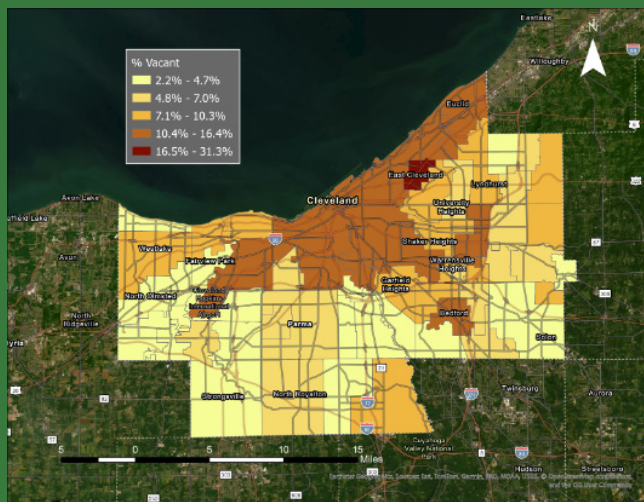 Eastlake
N
Willoughby
% Vacant
2.2% - 4.7%
4.8% - 7.0%
7.1% - 10.3%
10.4% - 16.4%
16.5% - 31.3%
Euclid
East Cleveland
Lyndhurst
Avon Lake
Cleveland
University
Heights
Sheffield Lake
Westlake
Shaker Heights
Avon
Fairview Park
Warrensville
Heights
Garfield
Heights
North Olmsted
Cleveland
Hopkins
International
Airport
North
Ridgeville
Parma
Bedford
Solon
Elyria
Strongsville
North Royalton
Twinsburg
Aurora
5 0 5 10 15
Miles
Cuyahoga
Valley National
Park
Hudson
Streetsboro